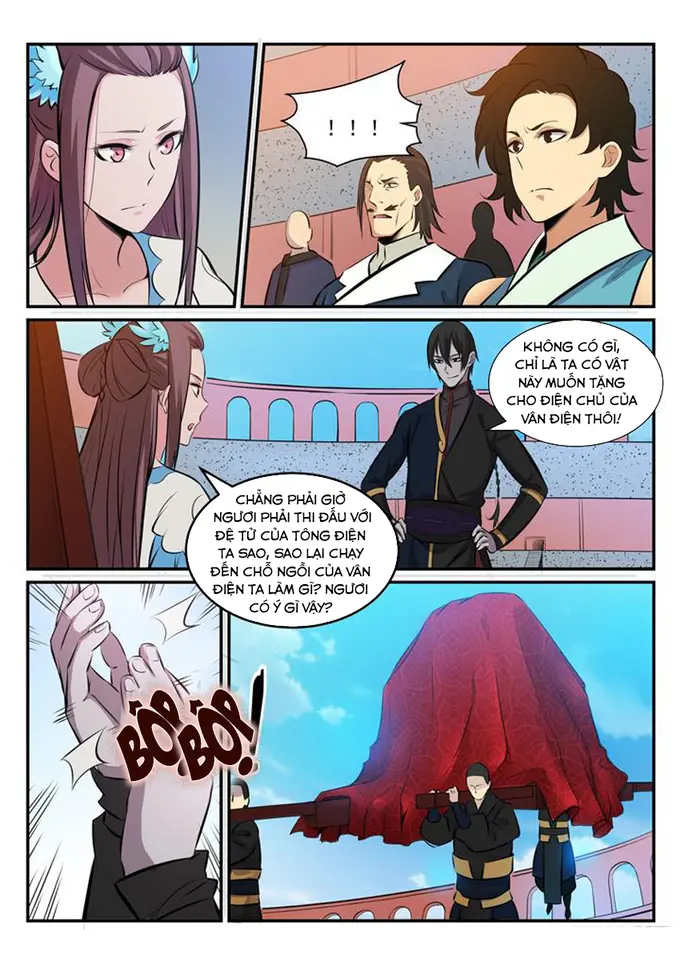 ! ! !
KHÔNG CÓ GÌ,
CHỈ LÀ TA CÓ VẬT
NÀY MUỐN TẶNG
CHO ĐIỆN CHỦ CỦA
VÂN ĐIỆN THÔI!
CHẲNG PHẢI GIỜ
NGƯƠI PHẢI THI ĐẤU VỚI
ĐỆ TỬ CỦA TÔNG ĐIỆN
TA SAO, SAO LẠI CHẠY
ĐẾN CHỖ NGỒI CỦA VÂN
ĐIỆN TA LÀM GÌ? NGƯƠI
CÓ Ý GÌ VẬY?
BỐP
BỐP!